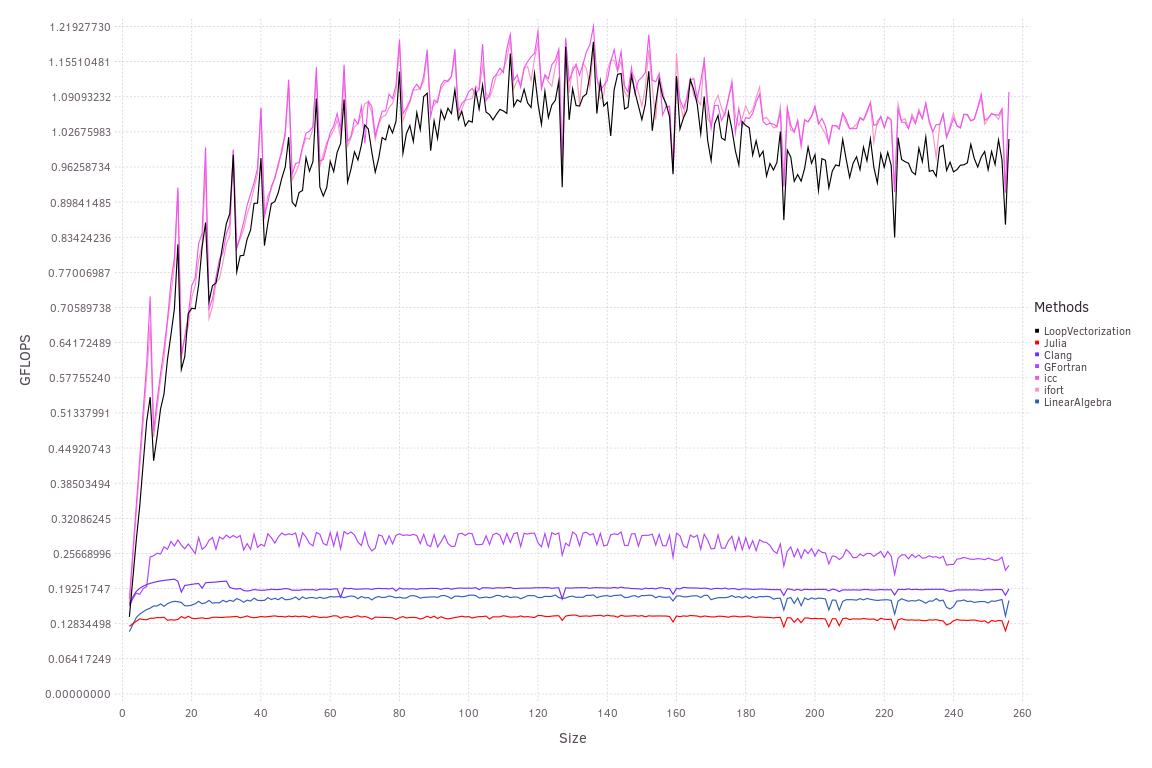 1.21927730
1.15510481
1.09093232
1.02675983
0.96258734
0.89841485
0.83424236
0.77006987
0.70589738
0.64172489
0.57755240
0.51337991
0.44920743
0.38503494
0.32086245
0.25668996
0.19251747
0.12834498
0.06417249
0.00000000
GFLOPS
0 20 40 60 80 100 120 140 160 180 200 220 240 260
Size
Methods
LoopVectorization
Julia
Clang
GFortran
icc
ifort
LinearAlgebra